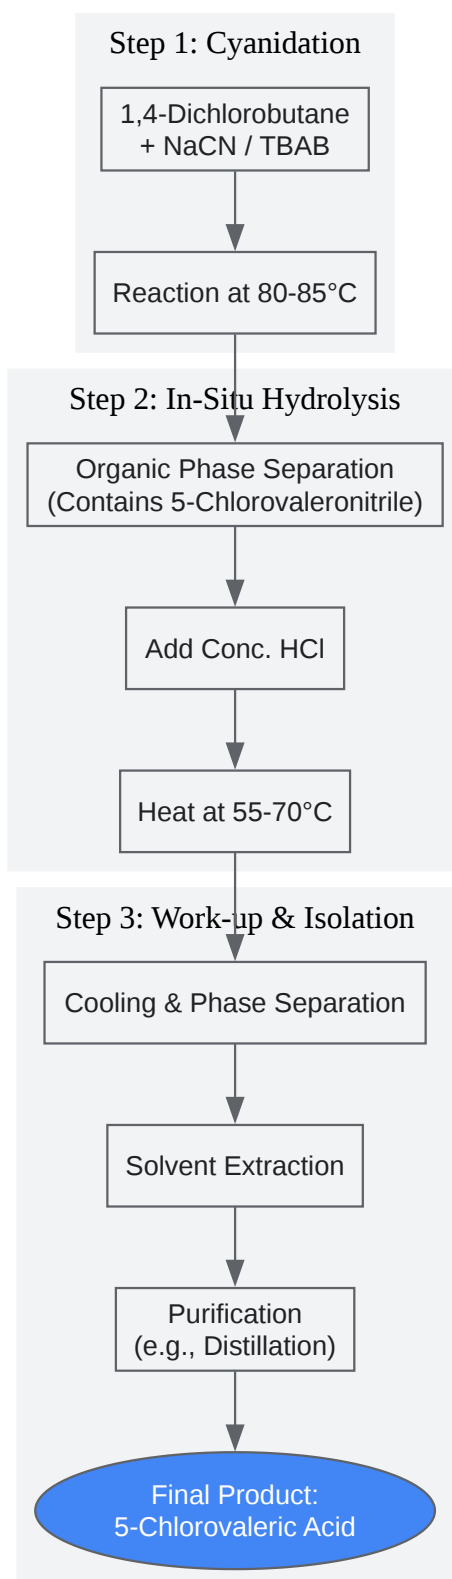 Step 1: Cyanidation
1,4-Dichlorobutane
+ NaCN / TBAB
Reaction at 80-85°C
Step 2: In-Situ Hydrolysis
Organic Phase Separation
(Contains 5-Chlorovaleronitrile)
Add Conc. HCl
Heat at 55-70°C
Step 3: Work-up & Isolation
Cooling & Phase Separation
Solvent Extraction
Purification
(e.g., Distillation)
Final Product:
5-Chlorovaleric Acid